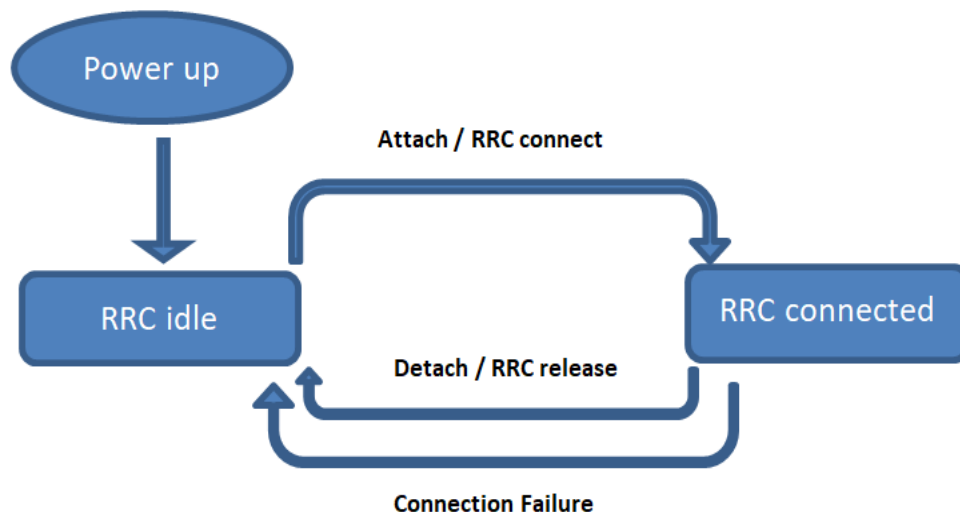 Power up
Attach / RRC connect
RRC idle
RRC connected
Detach / RRC release
Connection Failure